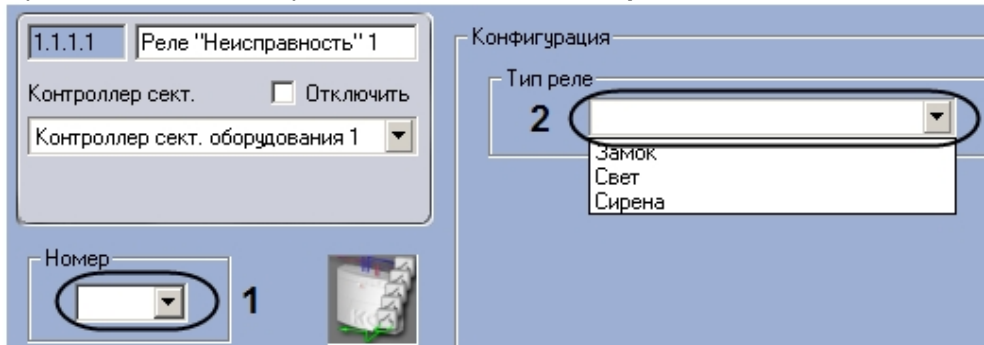 1.1.1.1 Реле "Неисправность" 1
Контроллер сект. Отключить
Контроллер сект. оборудования 1
Номер
1
Конфигурация
Тип реле
2
Замок
Свет
Сирена